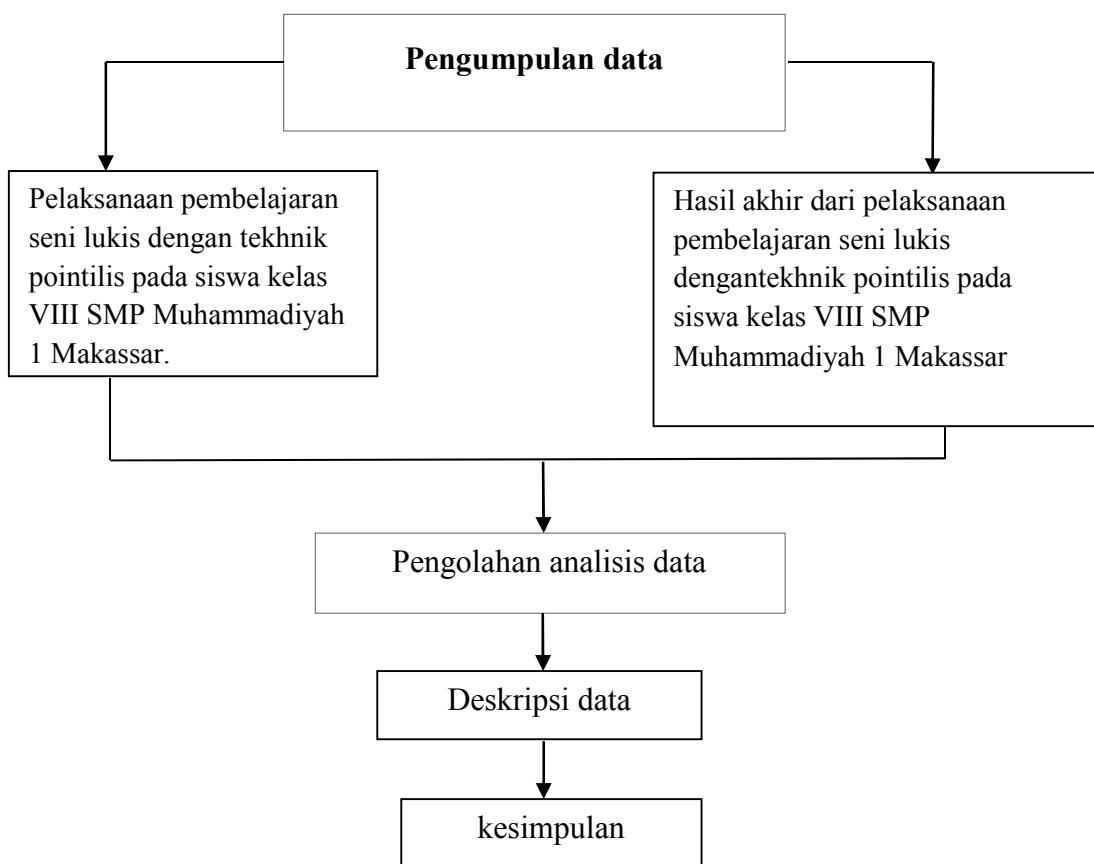 Pengumpulan data
Pelaksanaan pembelajaran
seni lukis dengan tekhnik
pointilis pada siswa kelas
VIII SMP Muhammadiyah
1 Makassar.
Hasil akhir dari pelaksanaan
pembelajaran seni lukis
dengantekhnik pointilis pada
siswa kelas VIII SMP
Muhammadiyah 1 Makassar
Pengolahan analisis data
Deskripsi data
kesimpulan